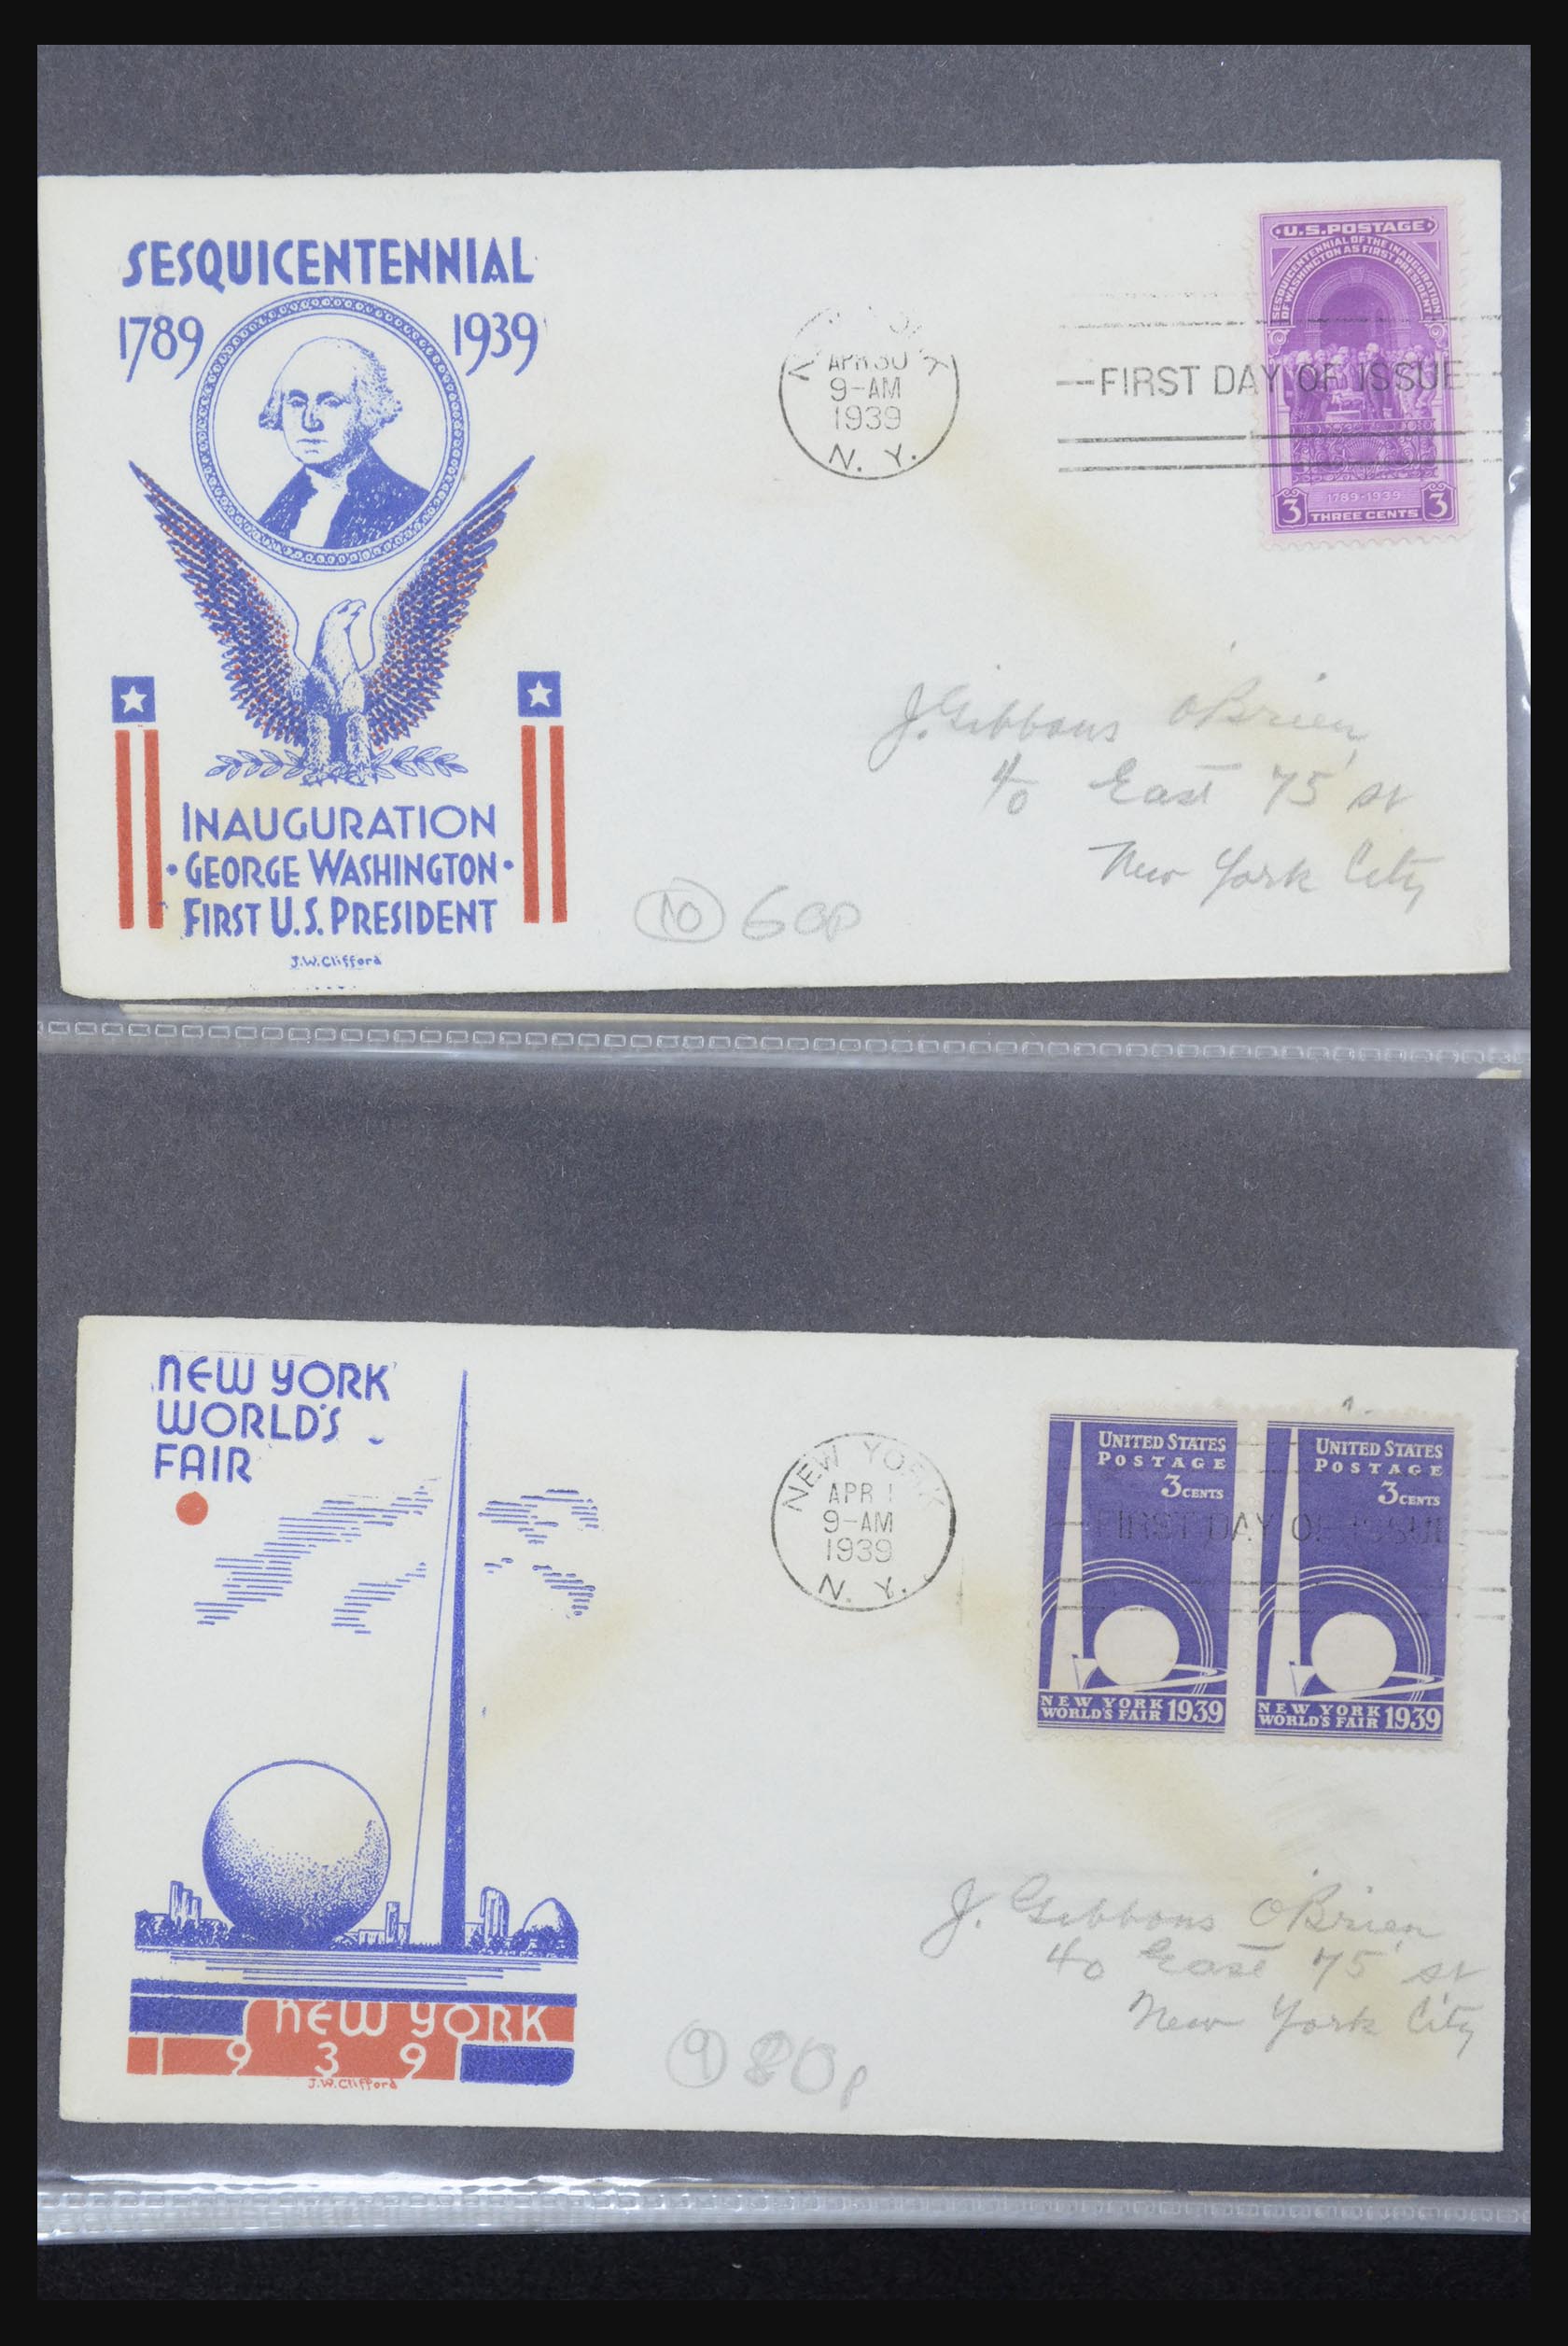 SESQUICENTENNIAL
1789 1939
INAUGURATION
• GEORGE WASHINGTON •
FIRST U.S. PRESIDENT
J.W. Clifford
APR 30
9-AM
1939
N. Y.
FIRST DAY OF ISSUE
• U.S. POSTAGE •
SESQUICENTENNIAL OF THE INAUGURATION
OF WASHINGTON AS FIRST PRESIDENT
1789-1939
3 THREE CENTS 3
J. Gibbons O'Brien
40 East 75 st
New York City
10 60p
NEW YORK
WORLD'S
FAIR
NEW YORK
1939
J.W. Clifford
NEW YORK
APR 1
9-AM
1939
N. Y.
FIRST DAY OF ISSUE
UNITED STATES
POSTAGE
3 CENTS
NEW YORK
WORLD'S FAIR 1939
UNITED STATES
POSTAGE
3 CENTS
NEW YORK
WORLD'S FAIR 1939
J. Gibbons O'Brien
40 East 75 st
New York City
9 80p